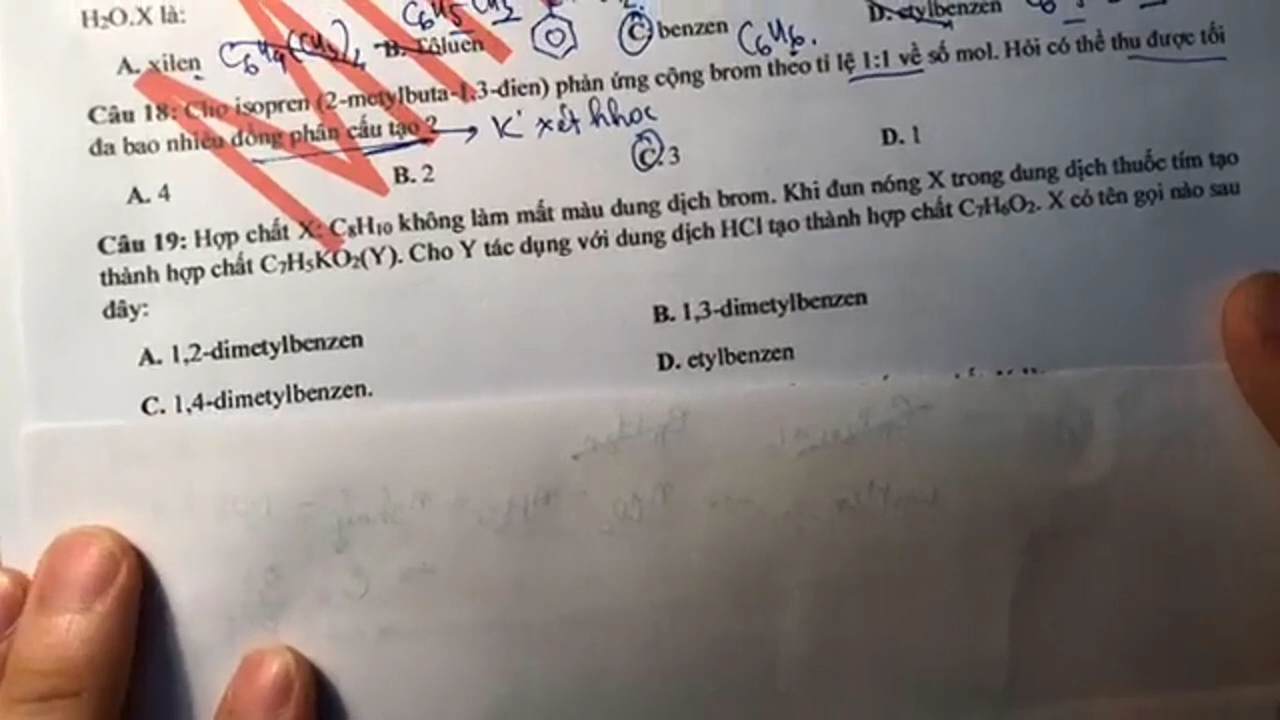 C₆H₅CH₃
H₂O.X là:
A. xilen C₆H₄(CH₃)₂ B. Tôluen C benzen C₆H₆. D. etylbenzen
Câu 18: Cho isopren (2-metylbuta-1,3-đien) phản ứng cộng brom theo tỉ lệ 1:1 về số mol. Hỏi có thể thu được tối
đa bao nhiêu đồng phân cấu tạo ? → K° xét hhoc
A. 4 B. 2 C. 3 D. 1
Câu 19: Hợp chất X: C₈H₁₀ không làm mất màu dung dịch brom. Khi đun nóng X trong dung dịch thuốc tím tạo
thành hợp chất C₇H₅KO₂(Y). Cho Y tác dụng với dung dịch HCl tạo thành hợp chất C₇H₆O₂. X có tên gọi nào sau
đây:
A. 1,2-dimetylbenzen B. 1,3-dimetylbenzen
C. 1,4-dimetylbenzen. D. etylbenzen